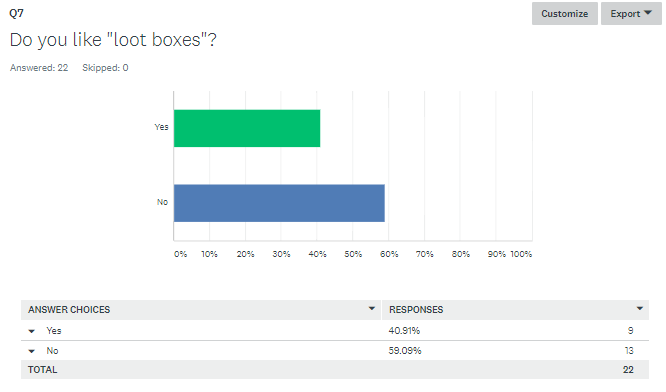 Q7
Customize Export
Do you like "loot boxes"?
Answered: 22 Skipped: 0
Yes
No
0% 10% 20% 30% 40% 50% 60% 70% 80% 90% 100%
ANSWER CHOICES RESPONSES
Yes 40.91% 9
No 59.09% 13
TOTAL 22